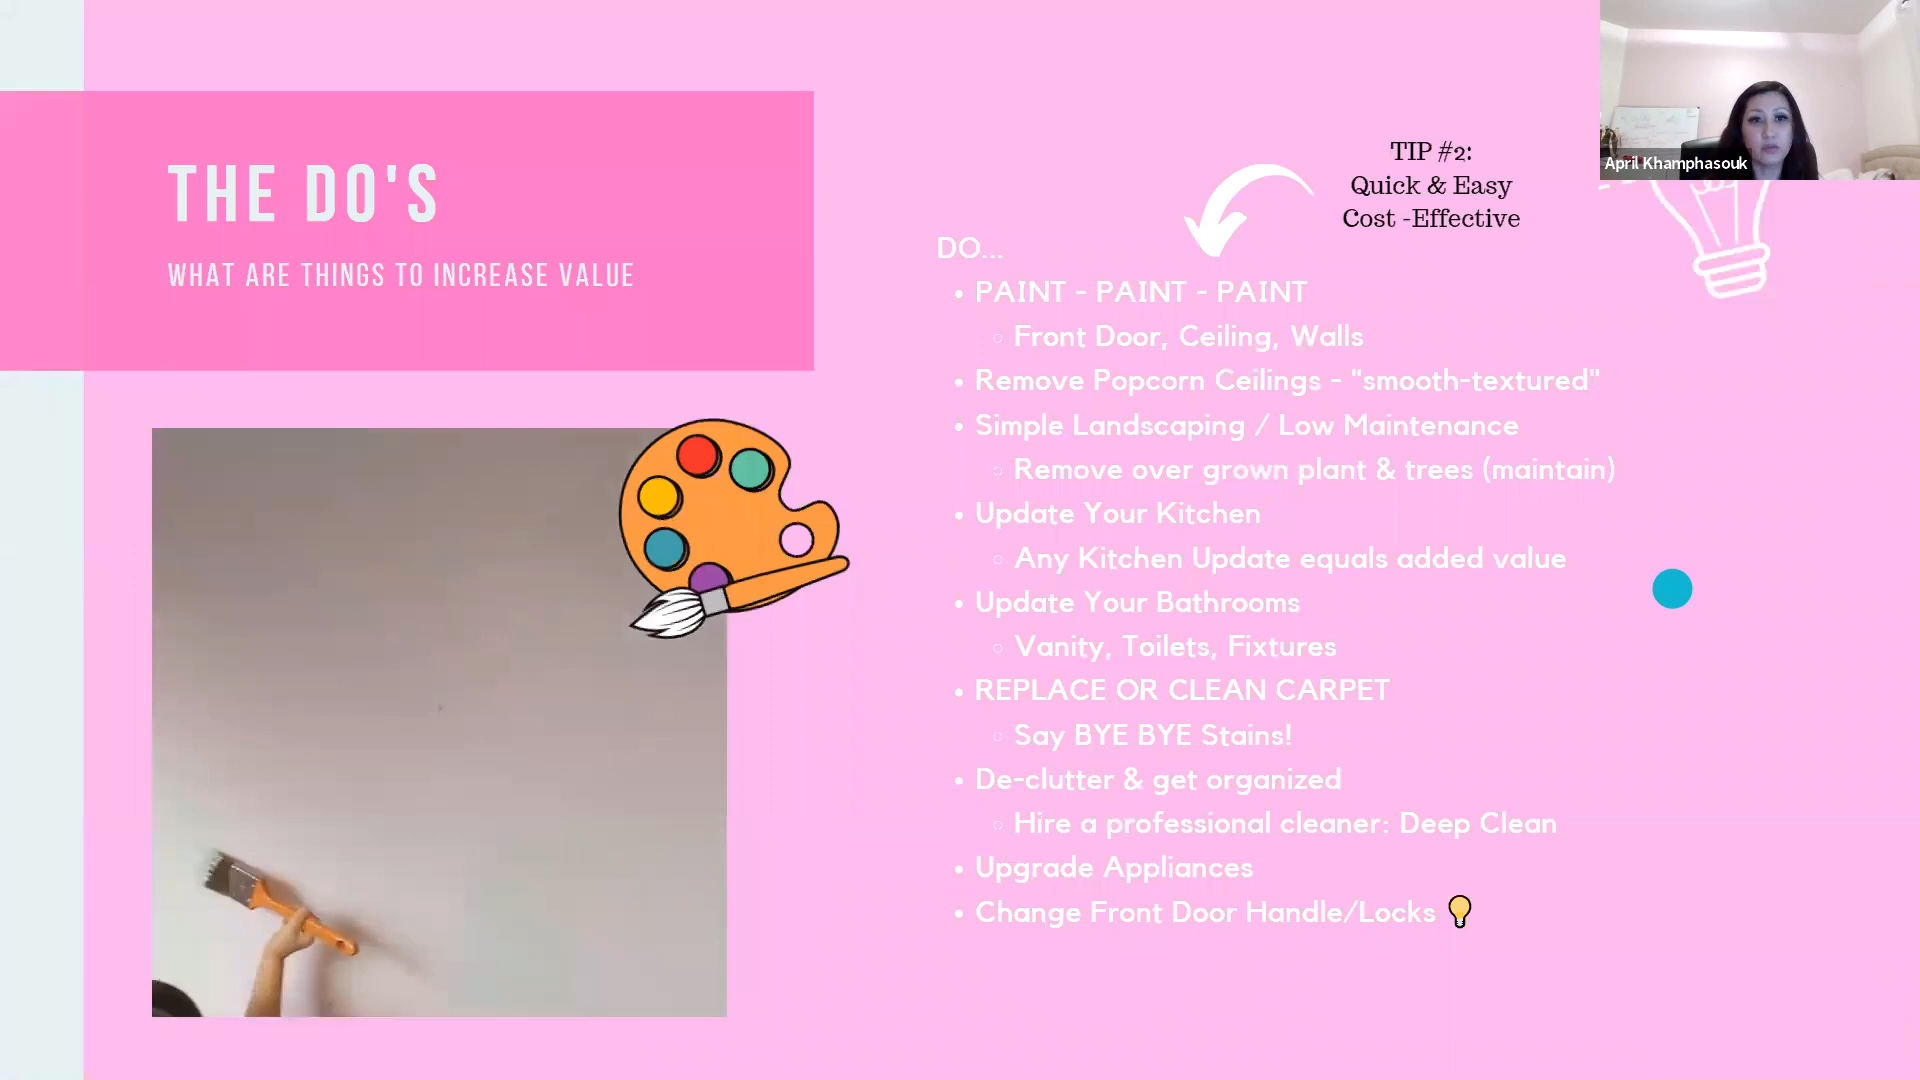 THE DO'S
WHAT ARE THINGS TO INCREASE VALUE
TIP #2:
Quick & Easy
Cost -Effective
DO...
PAINT - PAINT - PAINT
Front Door, Ceiling, Walls
Remove Popcorn Ceilings - "smooth-textured"
Simple Landscaping / Low Maintenance
Remove over grown plant & trees (maintain)
Update Your Kitchen
Any Kitchen Update equals added value
Update Your Bathrooms
Vanity, Toilets, Fixtures
REPLACE OR CLEAN CARPET
Say BYE BYE Stains!
De-clutter & get organized
Hire a professional cleaner: Deep Clean
Upgrade Appliances
Change Front Door Handle/Locks
April Khamphasouk